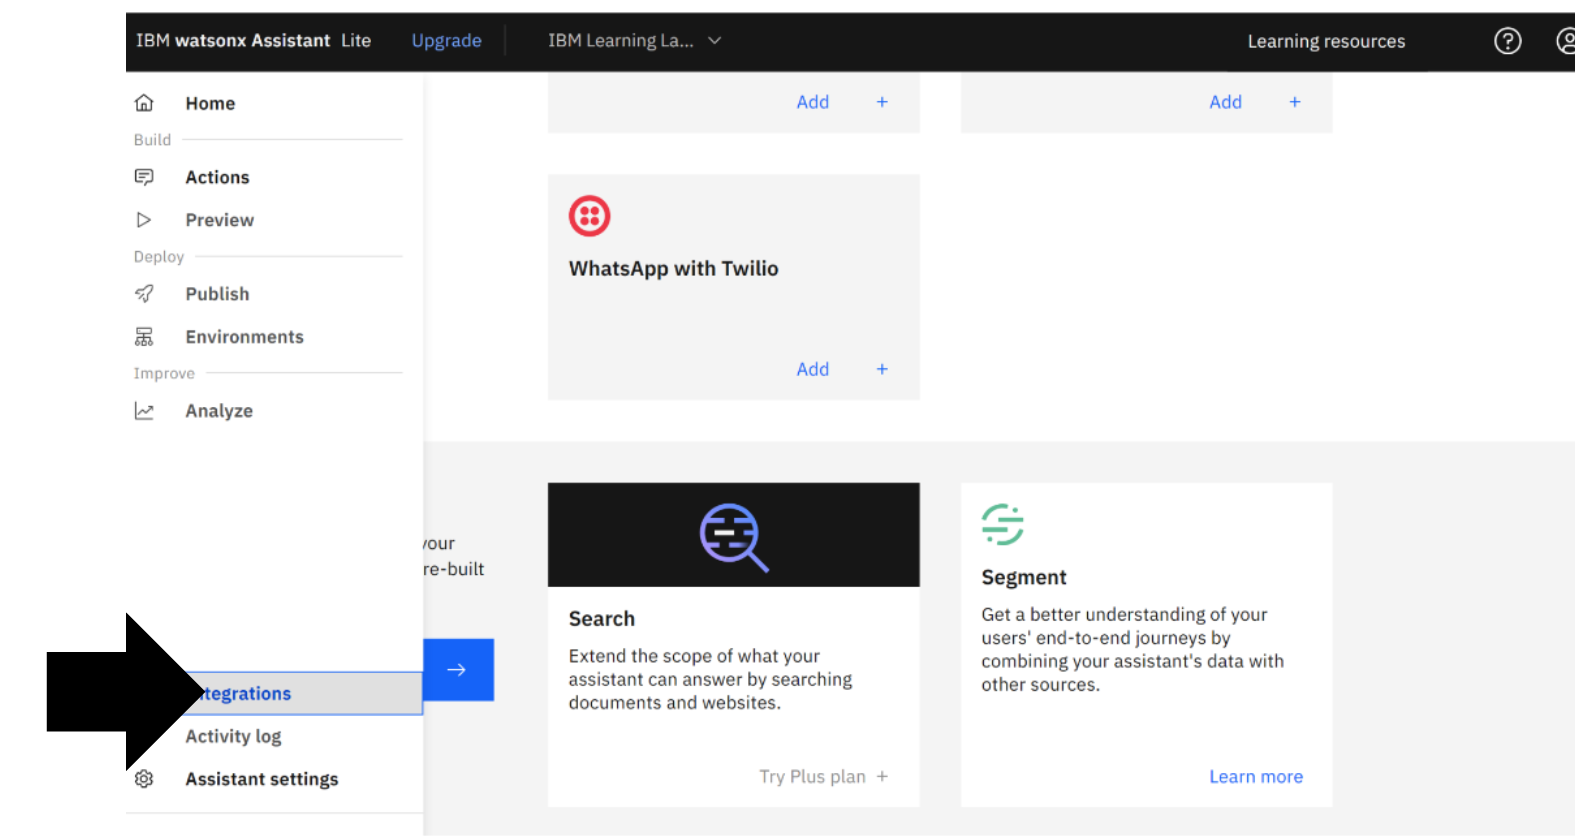 IBM watsonx Assistant Lite
Upgrade
IBM Learning La...
Learning resources
Home
Build
Actions
Preview
Deploy
Publish
Environments
Improve
Analyze
tegrations
Activity log
Assistant settings
Add +
Add +
WhatsApp with Twilio
Add +
your
re-built
Search
Extend the scope of what your
assistant can answer by searching
documents and websites.
Try Plus plan +
Segment
Get a better understanding of your
users' end-to-end journeys by
combining your assistant's data with
other sources.
Learn more